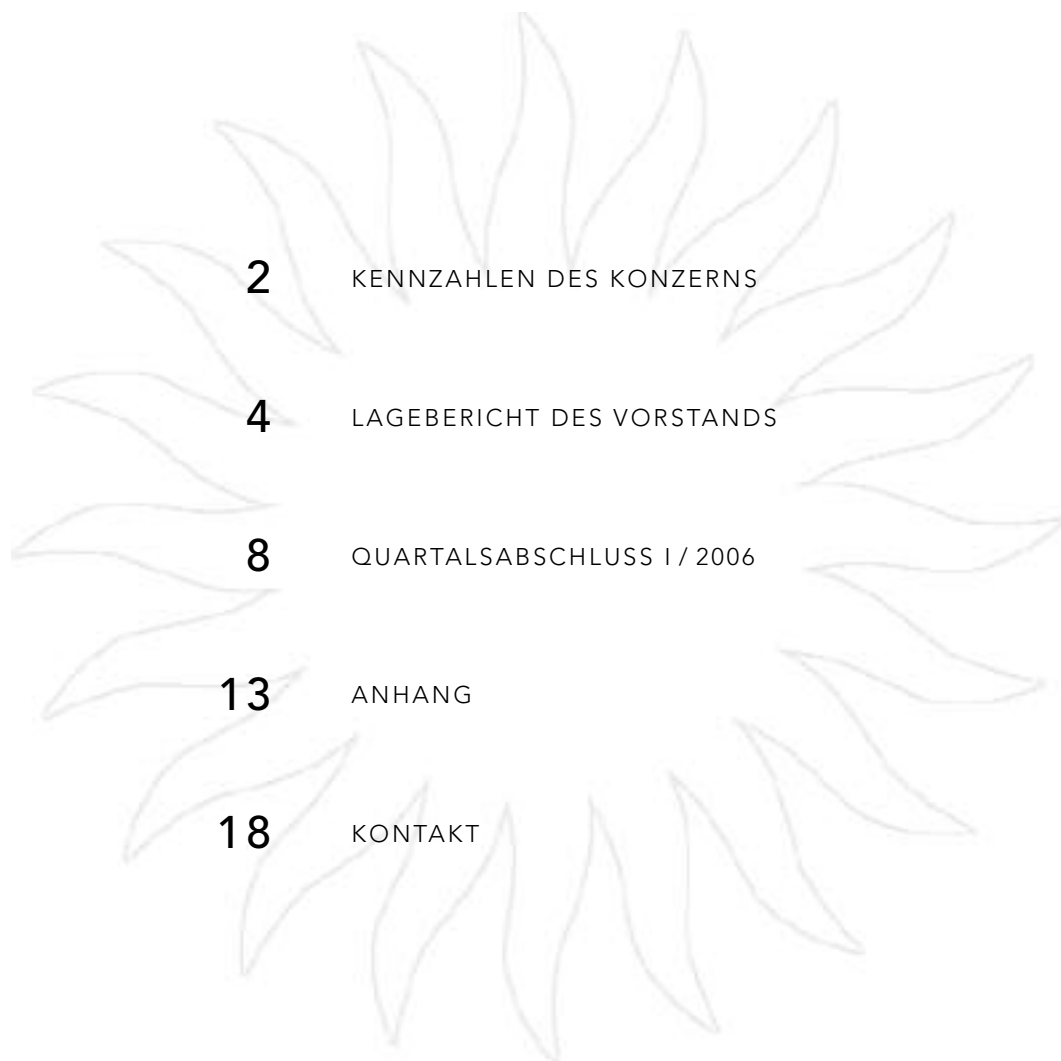 2 KENNZAHLEN DES KONZERNS
4 LAGEBERICHT DES VORSTANDS
8 QUARTALSABSCHLUSS I / 2006
13 ANHANG
18 KONTAKT